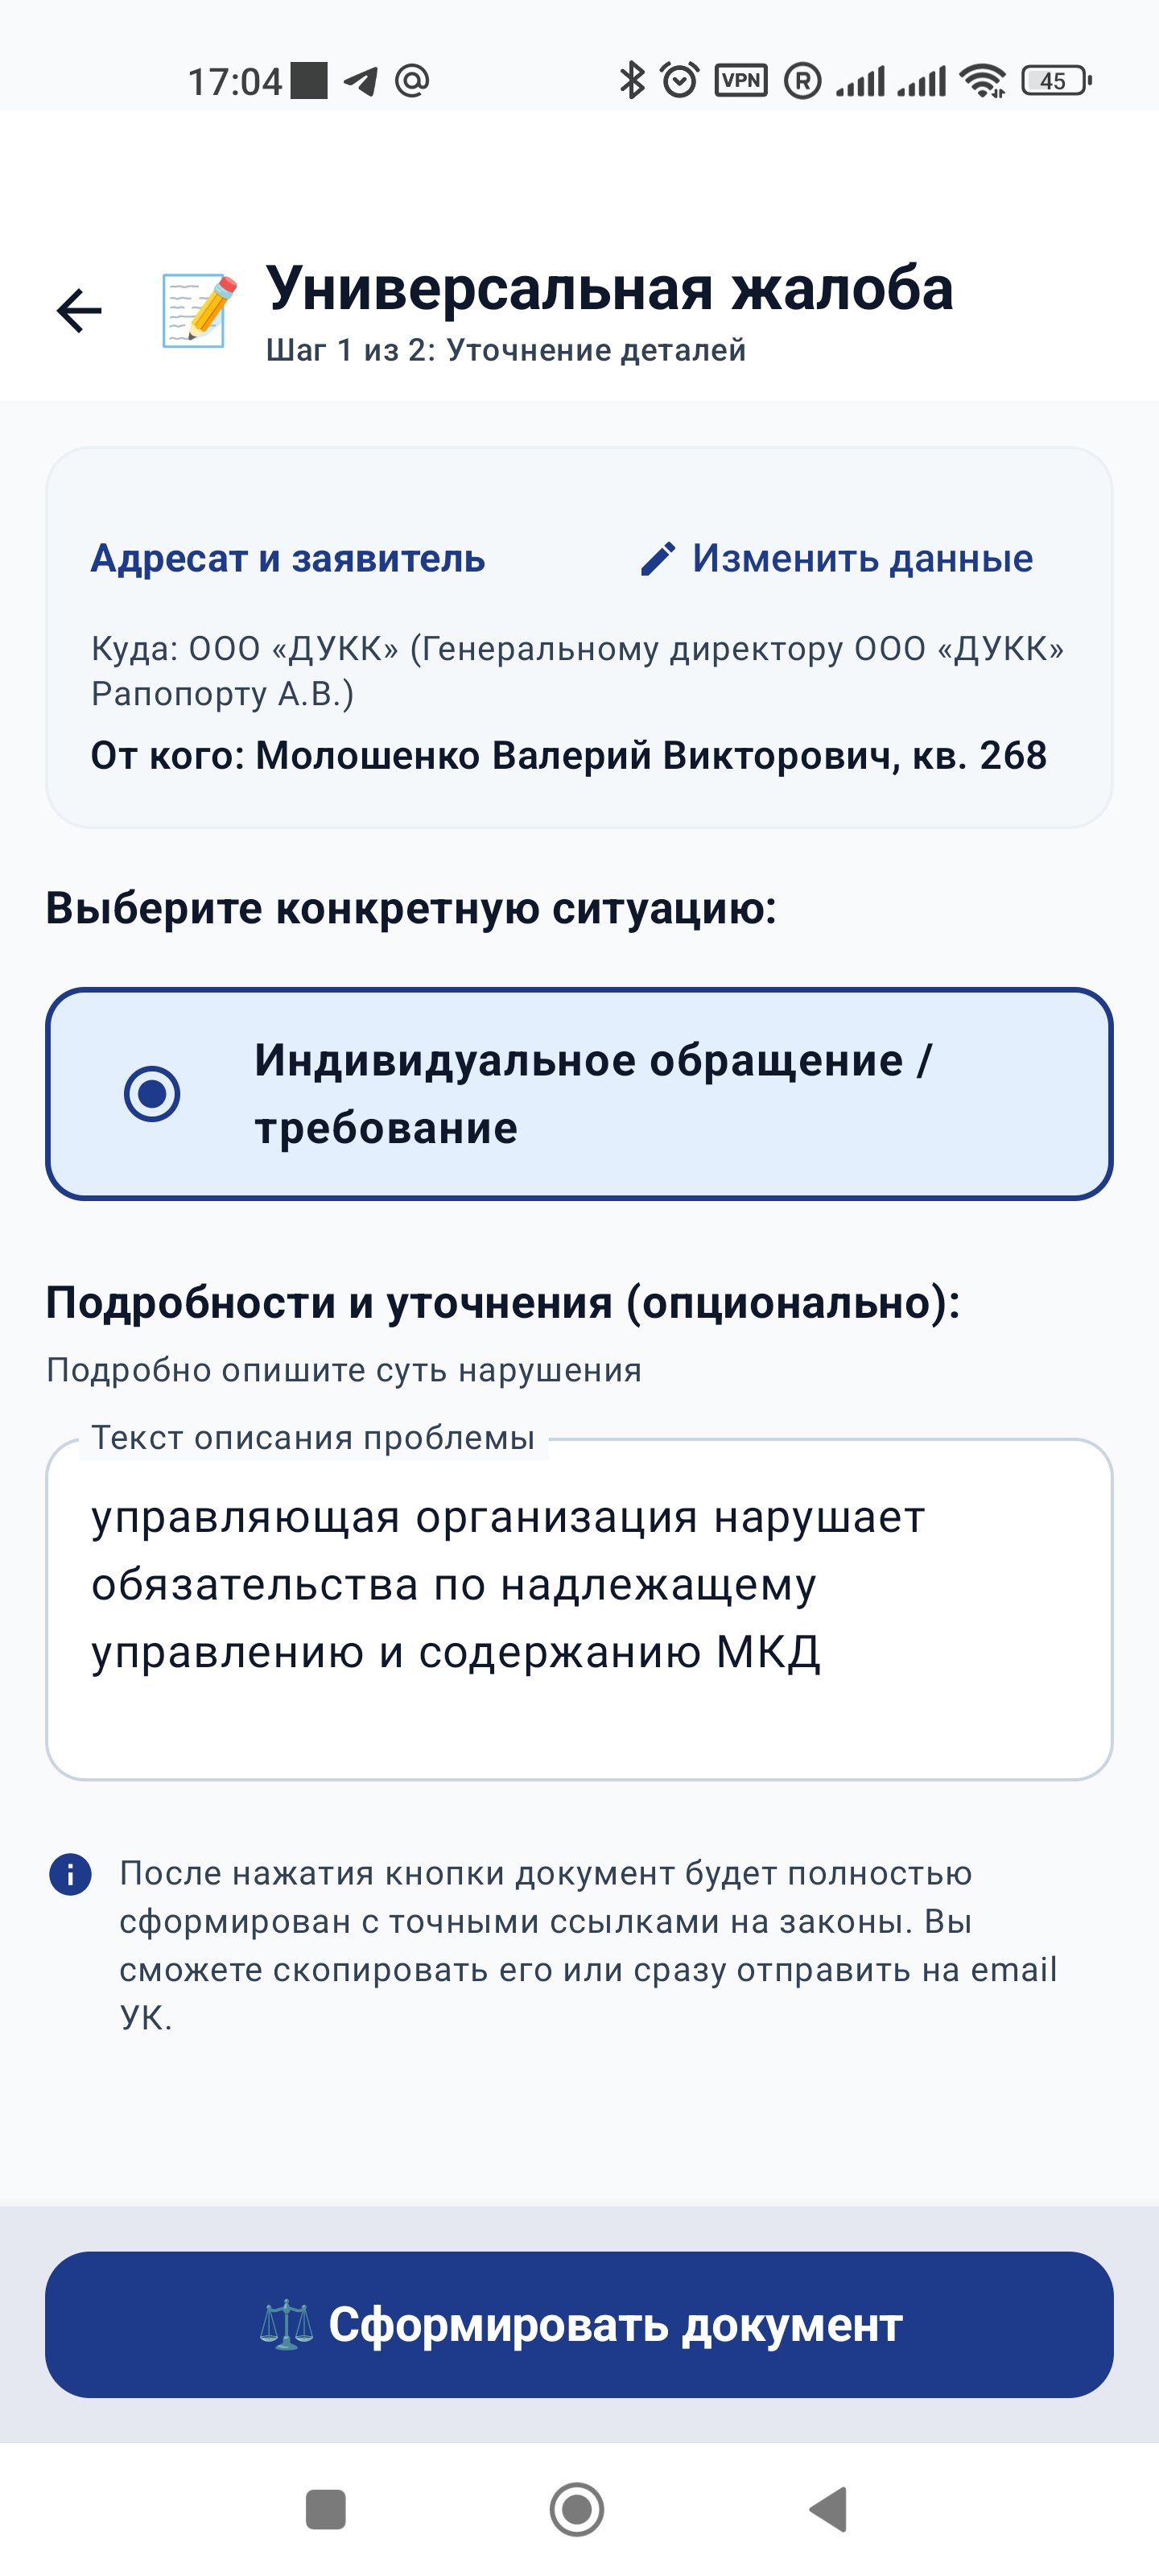 17:04 VPN R 45
Универсальная жалоба
Шаг 1 из 2: Уточнение деталей
Адресат и заявитель
Изменить данные
Куда: ООО «ДУКК» (Генеральному директору ООО «ДУКК»
Рапопорту А.В.)
От кого: Молошенко Валерий Викторович, кв. 268
Выберите конкретную ситуацию:
Индивидуальное обращение /
требование
Подробности и уточнения (опционально):
Подробно опишите суть нарушения
Текст описания проблемы
управляющая организация нарушает
обязательства по надлежащему
управлению и содержанию МКД
После нажатия кнопки документ будет полностью
сформирован с точными ссылками на законы. Вы
сможете скопировать его или сразу отправить на email
УК.
Сформировать документ